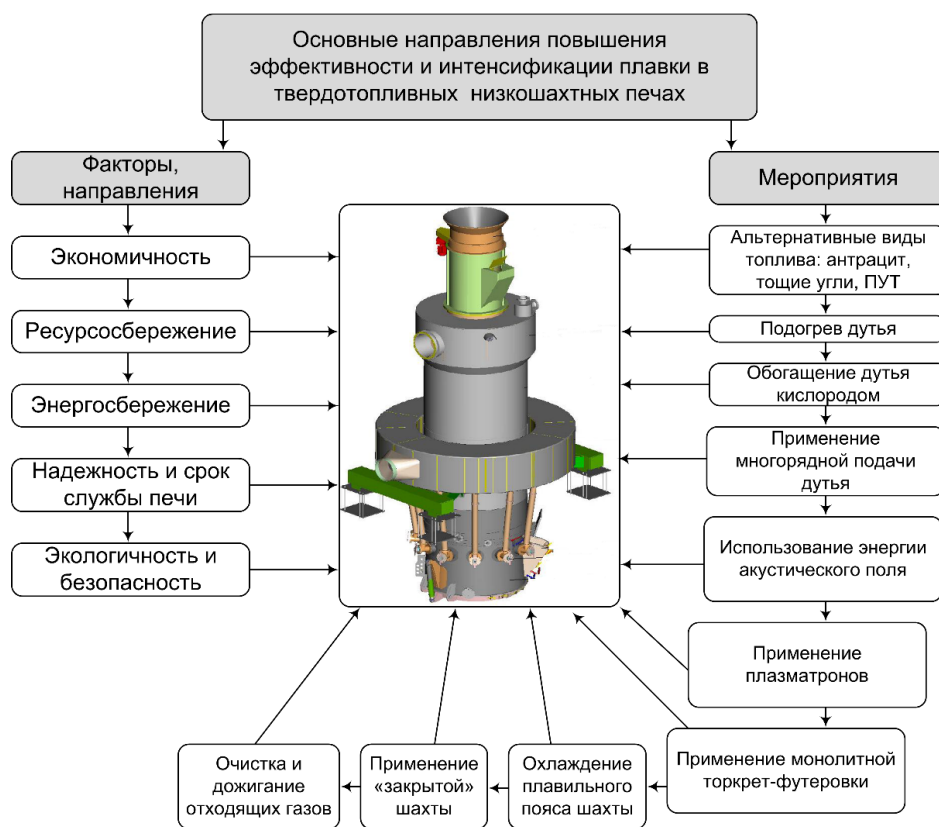 Основные направления повышения
эффективности и интенсификации плавки в
твердотопливных низкошахтных печах
Факторы,
направления
Экономичность
Ресурсосбережение
Энергосбережение
Надежность и срок
службы печи
Экологичность и
безопасность
Мероприятия
Альтернативные виды
топлива: антрацит,
тощие угли, ПУТ
Подогрев дутья
Обогащение дутья
кислородом
Применение
многорядной подачи
дутья
Использование энергии
акустического поля
Применение
плазматронов
Применение монолитной
торкрет-футеровки
Охлаждение
плавильного
пояса шахты
Применение
«закрытой»
шахты
Очистка и
дожигание
отходящих газов